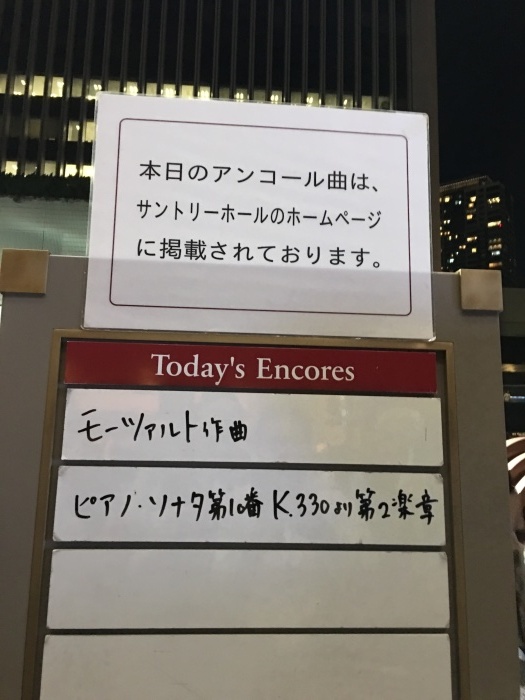 本日のアンコール曲は、
サントリーホールのホームページ
に掲載されております。
Today's Encores
モーツァルト作曲
ピアノ・ソナタ第10番 K.330より第2楽章